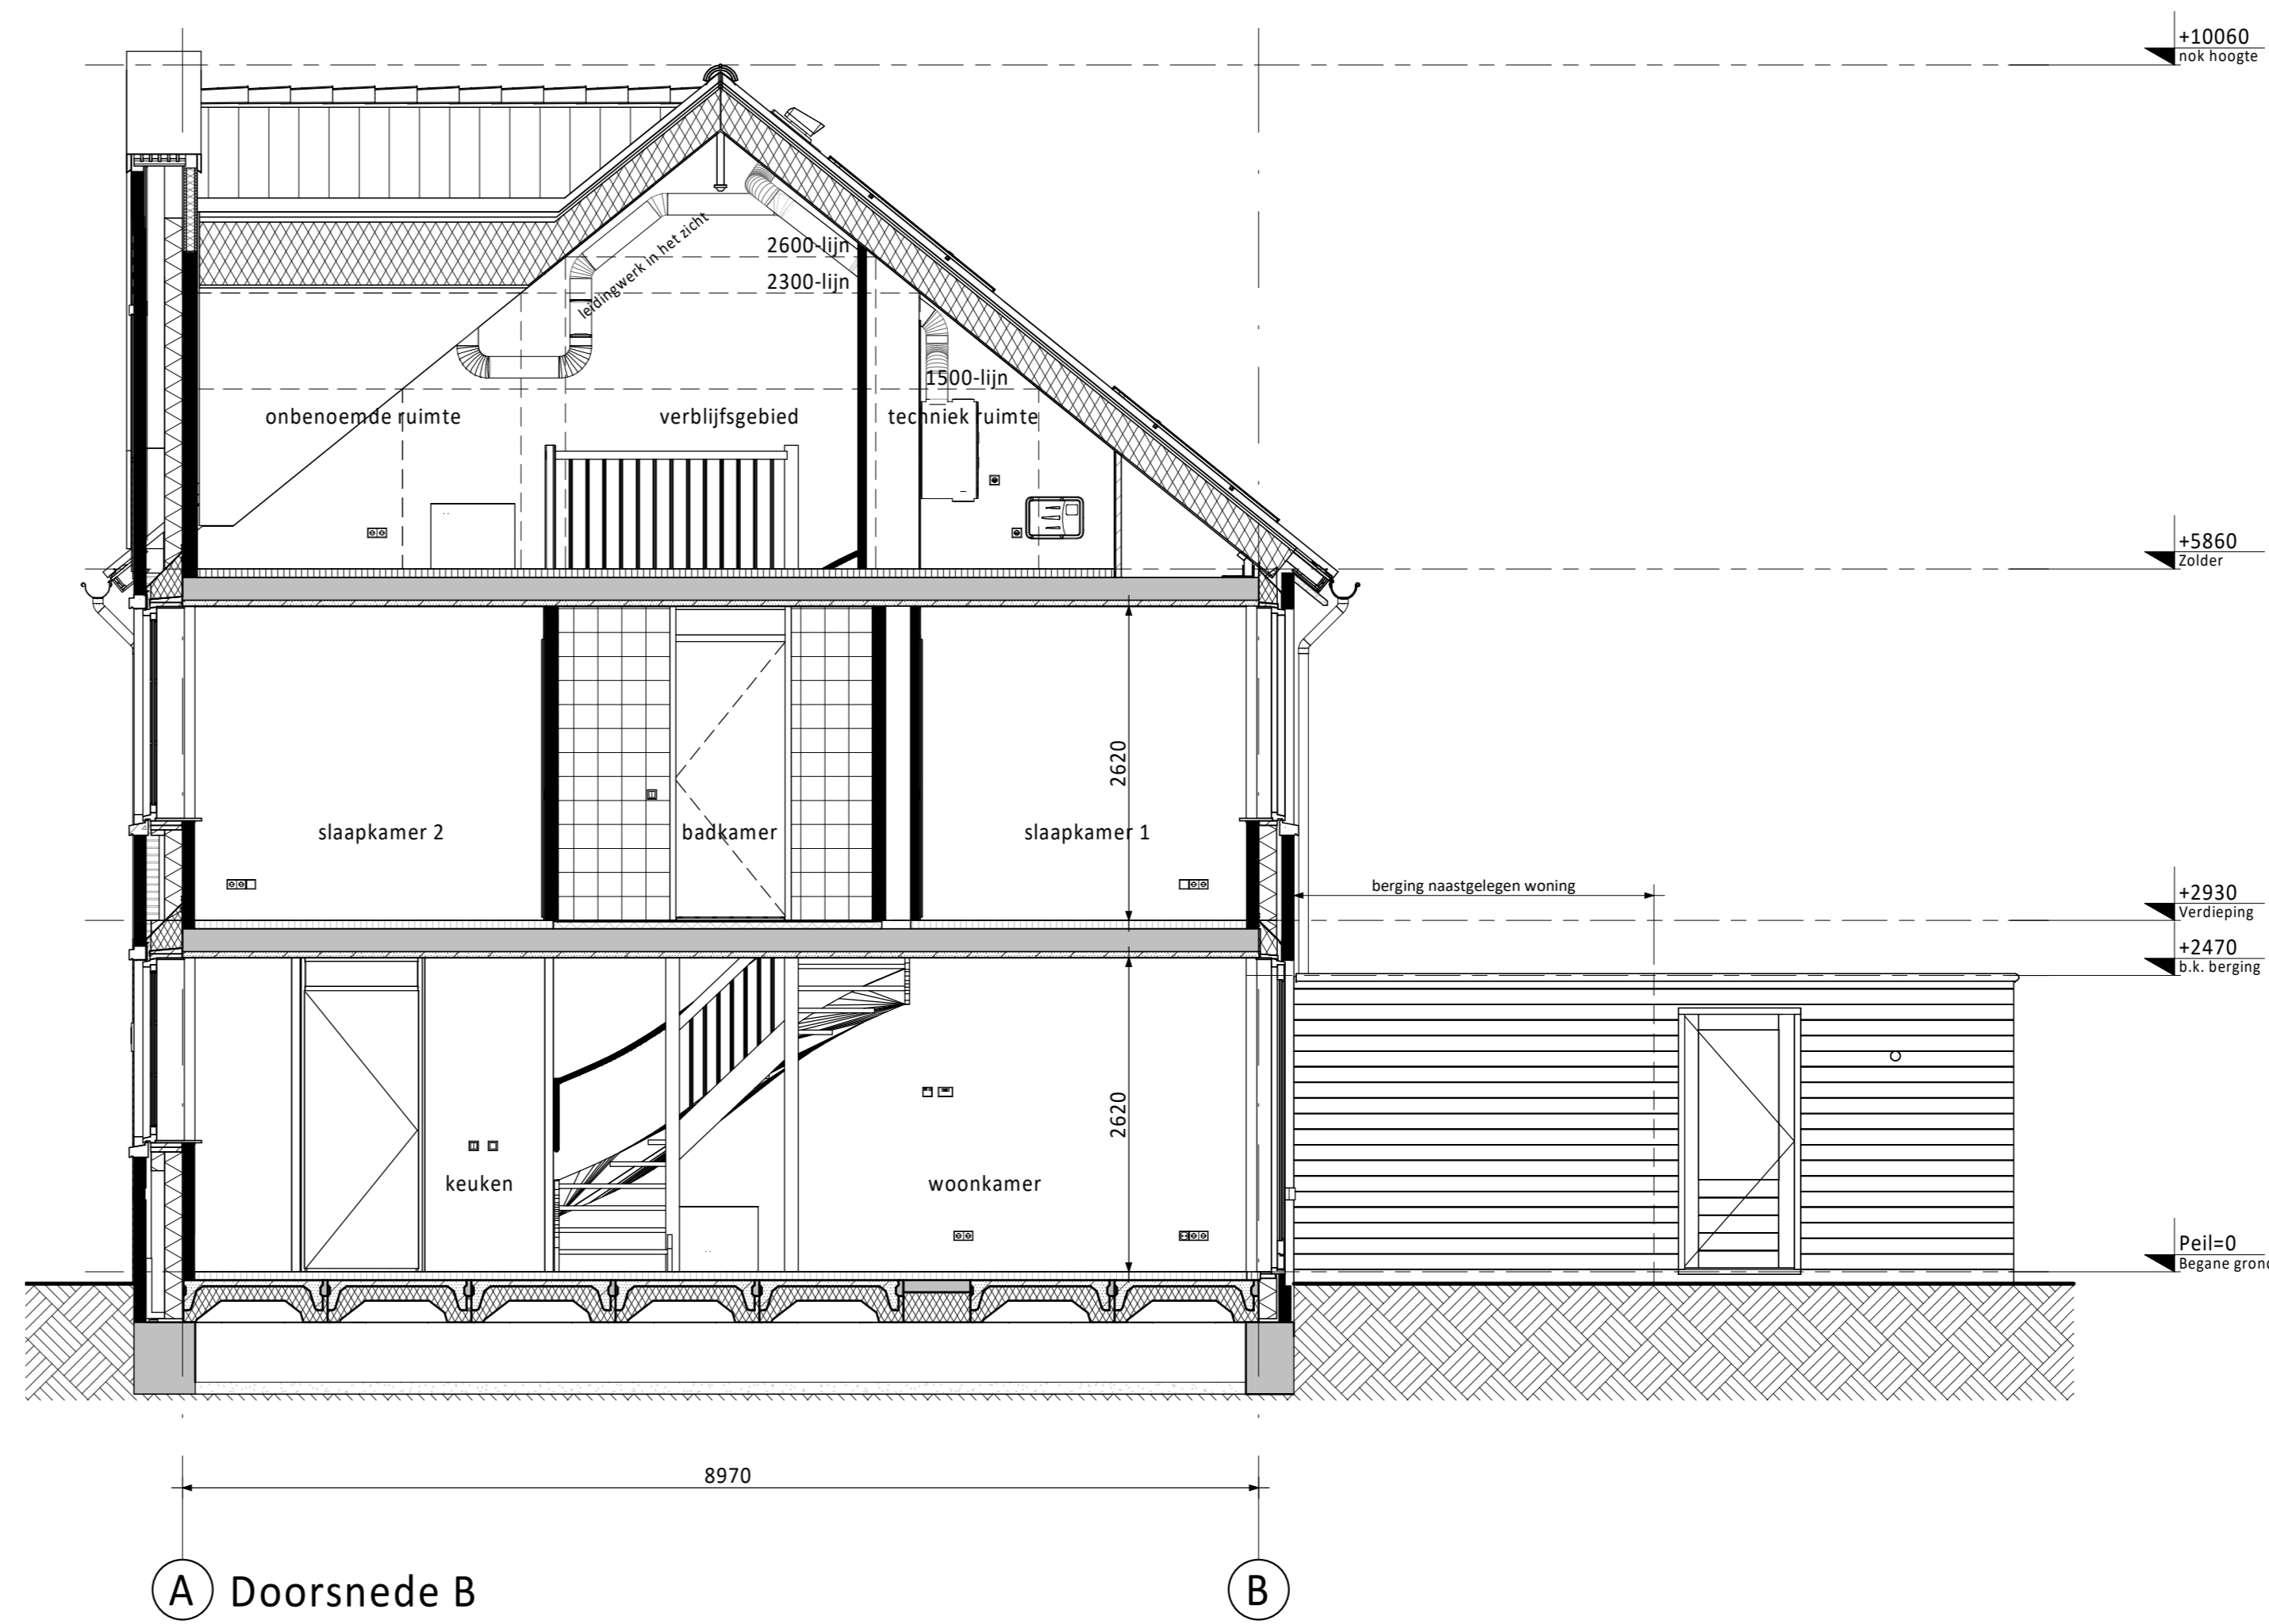 +10060
nok hoogte
2600-lijn
leidingwerk in het zicht
2300-lijn
1500-lijn
onbenoemde ruimte
verblijfsgebied
techniek ruimte
+5860
Zolder
2620
slaapkamer 2
badkamer
slaapkamer 1
berging naastgelegen woning
+2930
Verdieping
+2470
b.k. berging
2620
keuken
woonkamer
Peil=0
Begane grond
8970
A
Doorsnede B
B